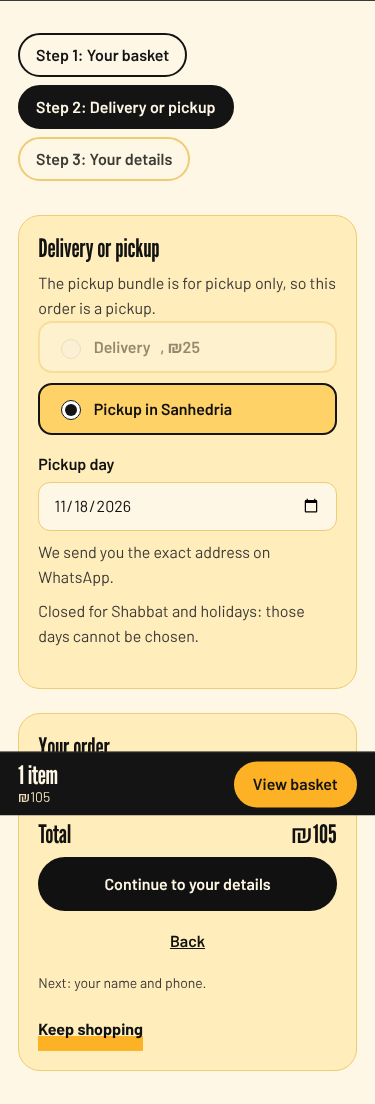 Step 1: Your basket
Step 2: Delivery or pickup
Step 3: Your details
Delivery or pickup
The pickup bundle is for pickup only, so this
order is a pickup.
Delivery , ₪25
Pickup in Sanhedria
Pickup day
11/18/2026
We send you the exact address on
WhatsApp.
Closed for Shabbat and holidays: those
days cannot be chosen.
Your order
1 item
₪105
View basket
Total ₪105
Continue to your details
Back
Next: your name and phone.
Keep shopping